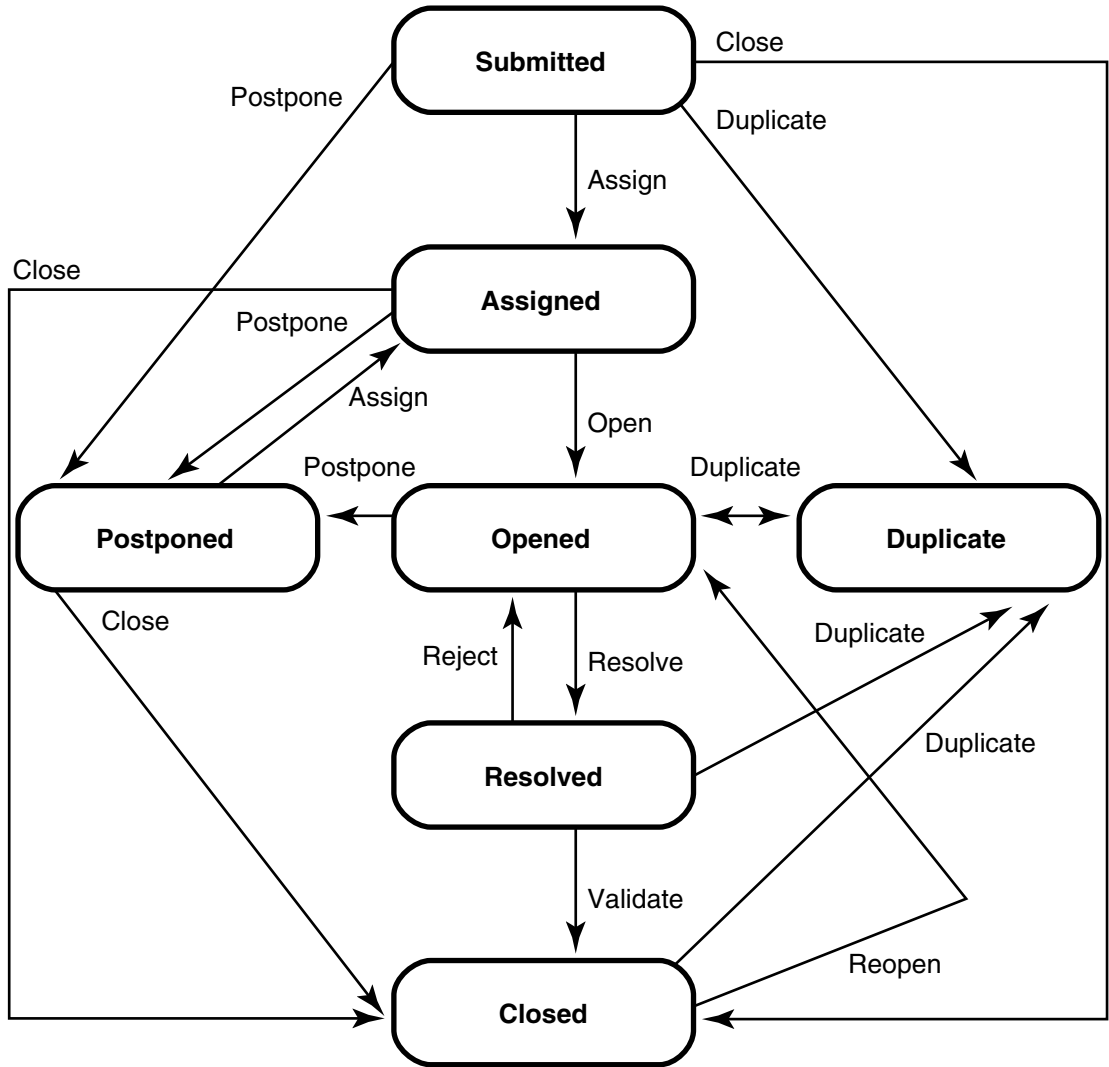 Submitted
Close
Postpone
Duplicate
Assign
Close
Assigned
Postpone
Assign
Open
Postpone
Duplicate
Postponed
Opened
Duplicate
Close
Duplicate
Reject
Resolve
Duplicate
Resolved
Validate
Reopen
Closed